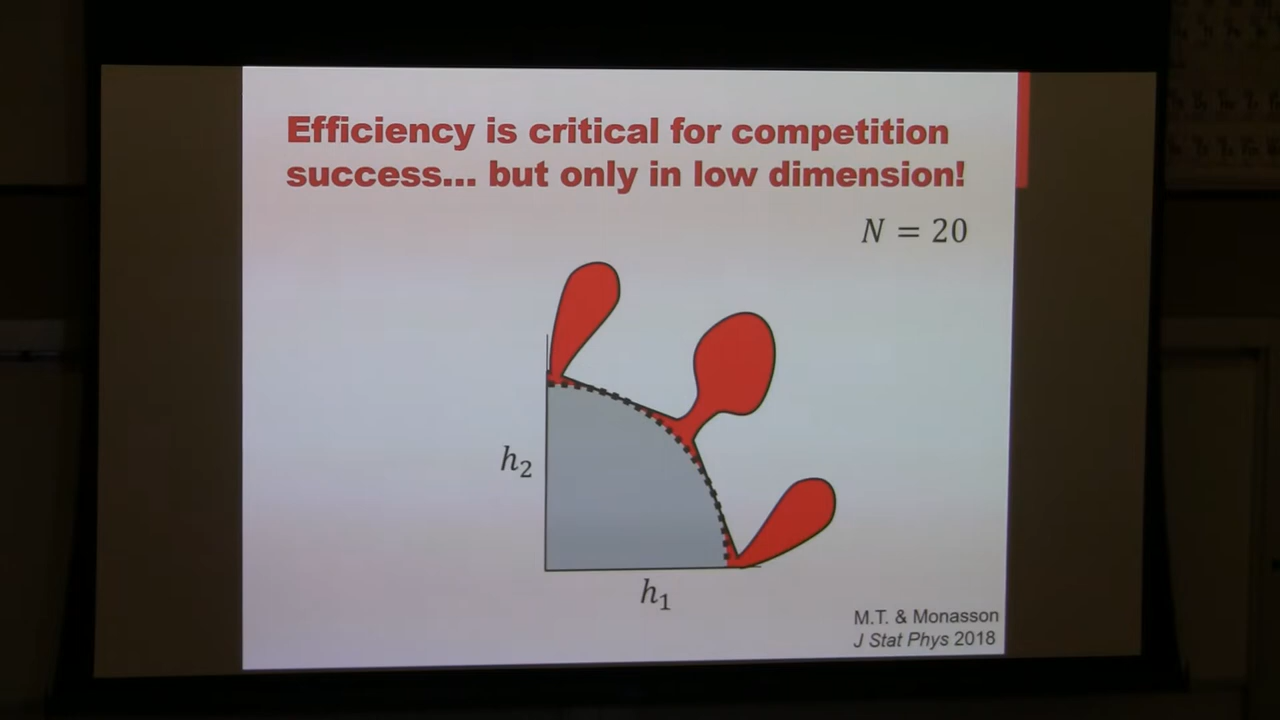 Efficiency is critical for competition
success... but only in low dimension!
N = 20
h₂
h₁
M.T. & Monasson
J Stat Phys 2018